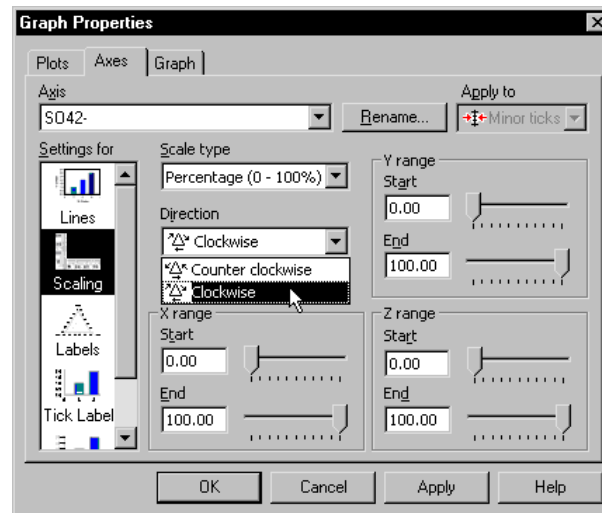 Graph Properties
Plots Axes Graph
Axis
SO42-
Rename...
Apply to
Minor ticks
Settings for
Lines
Scaling
Labels
Tick Label
Scale type
Percentage (0 - 100%)
Direction
Clockwise
Counter clockwise
Clockwise
X range
Start
0.00
End
100.00
Y range
Start
0.00
End
100.00
Z range
Start
0.00
End
100.00
OK Cancel Apply Help